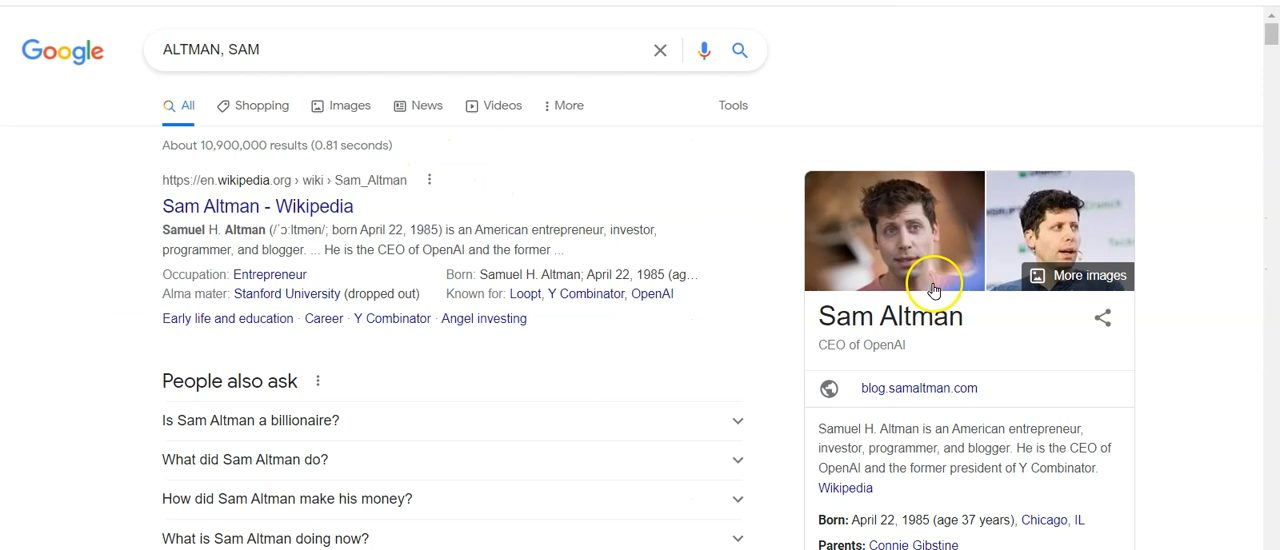 Google
ALTMAN, SAM
All
Shopping
Images
News
Videos
More
Tools
About 10,900,000 results (0.81 seconds)
https://en.wikipedia.org › wiki › Sam_Altman
Sam Altman - Wikipedia
Samuel H. Altman (/ˈɔːltmən/; born April 22, 1985) is an American entrepreneur, investor,
programmer, and blogger. ... He is the CEO of OpenAI and the former ...
Occupation: Entrepreneur
Born: Samuel H. Altman; April 22, 1985 (ag...
Alma mater: Stanford University (dropped out)
Known for: Loopt, Y Combinator, OpenAI
Early life and education · Career · Y Combinator · Angel investing
People also ask
Is Sam Altman a billionaire?
What did Sam Altman do?
How did Sam Altman make his money?
What is Sam Altman doing now?
More images
Sam Altman
CEO of OpenAI
blog.samaltman.com
Samuel H. Altman is an American entrepreneur,
investor, programmer, and blogger. He is the CEO of
OpenAI and the former president of Y Combinator.
Wikipedia
Born: April 22, 1985 (age 37 years), Chicago, IL
Parents: Connie Gibstine